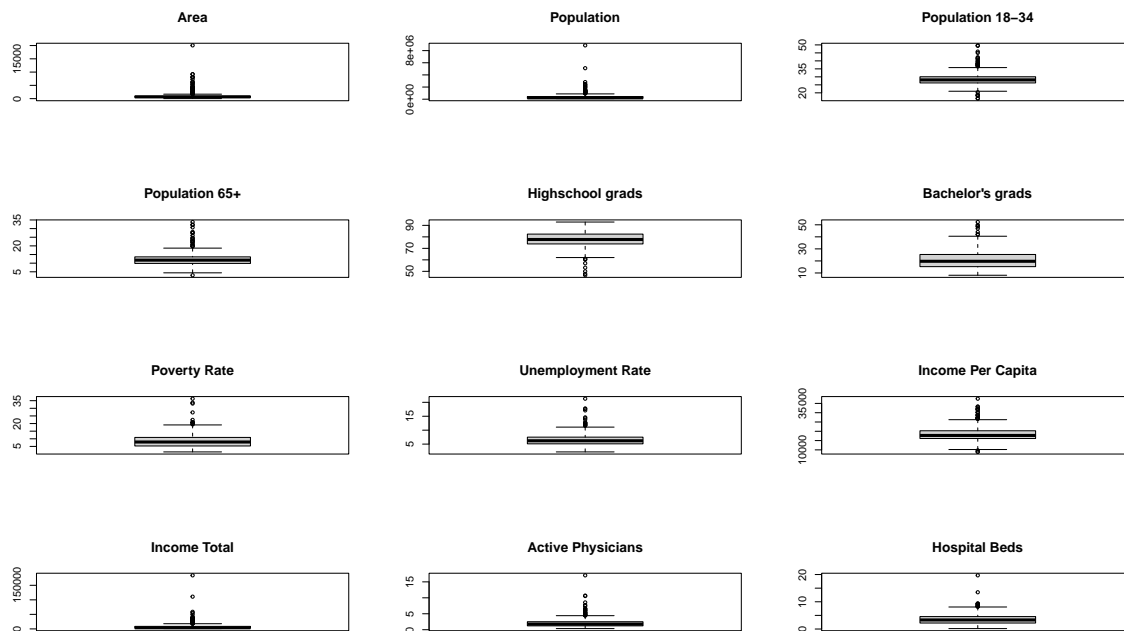 Area
Population
Population 18−34
15000
0
8e+06
0e+00
50
35
20
Population 65+
Highschool grads
Bachelor's grads
35
20
5
90
70
50
50
30
10
Poverty Rate
Unemployment Rate
Income Per Capita
35
20
5
15
5
35000
10000
Income Total
Active Physicians
Hospital Beds
150000
0
15
5
0
20
10
0